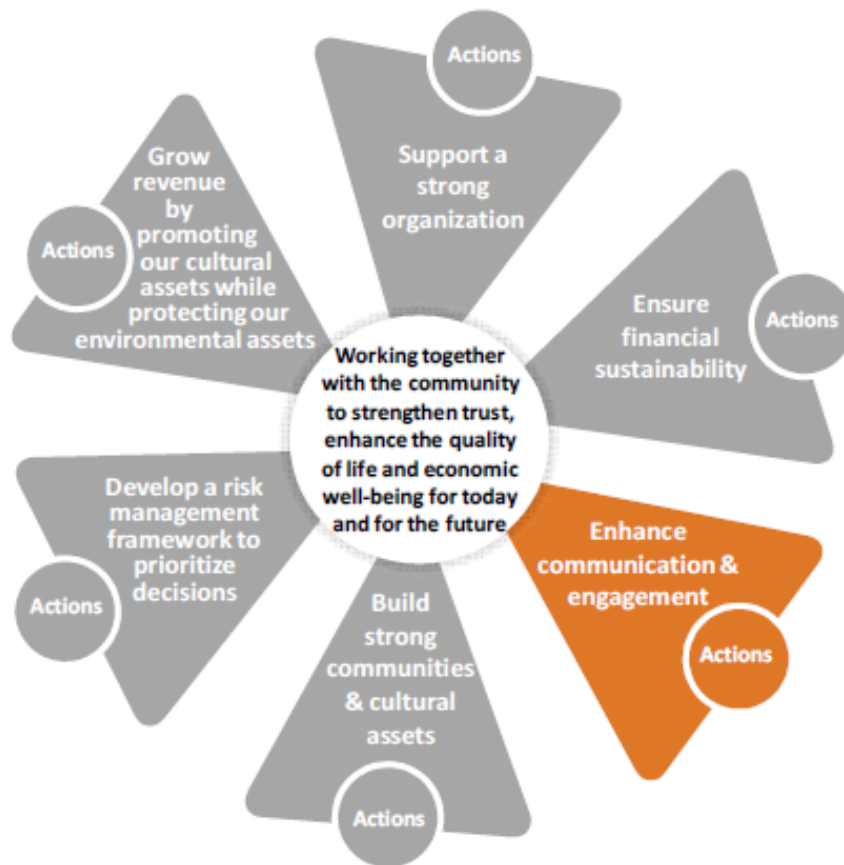 Actions
Support a
strong
organization
Actions
Ensure
financial
sustainability
Enhance
communication &
engagement
Actions
Build
strong
communities
& cultural
assets
Actions
Develop a risk
management
framework to
prioritize
decisions
Actions
Grow
revenue
by
promoting
our cultural
assets while
protecting our
environmental assets
Actions
Working together
with the community
to strengthen trust,
enhance the quality
of life and economic
well-being for today
and for the future